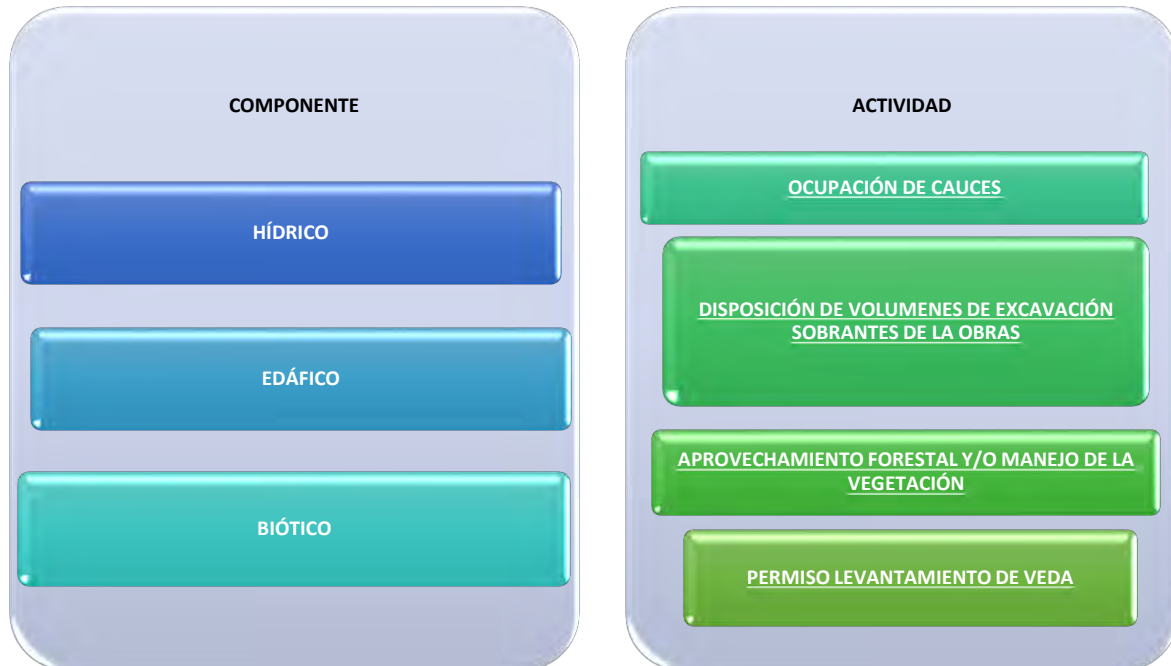 COMPONENTE
HÍDRICO
EDÁFICO
BIÓTICO
ACTIVIDAD
OCUPACIÓN DE CAUCES
DISPOSICIÓN DE VOLUMENES DE EXCAVACIÓN
SOBRANTES DE LA OBRAS
APROVECHAMIENTO FORESTAL Y/O MANEJO DE LA
VEGETACIÓN
PERMISO LEVANTAMIENTO DE VEDA